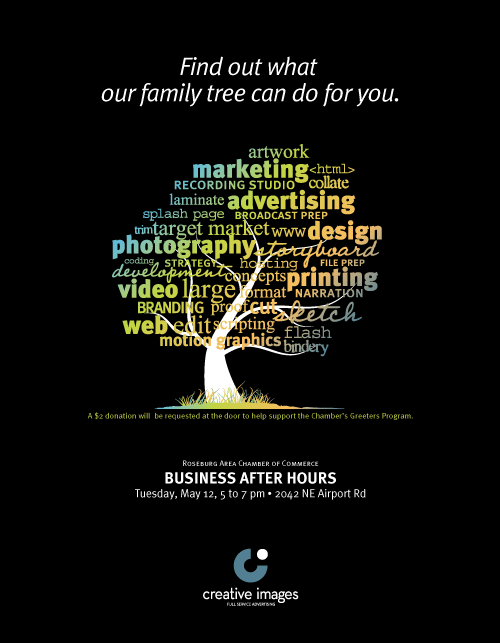 Find out what
our family tree can do for you.
artwork
marketing <html>
RECORDING STUDIO collate
laminate advertising
splash page BROADCAST PREP
trim target market www design
photography storyboard
coding STRATEGY hosting FILE PREP
development concepts printing
video large format NARRATION
BRANDING proof cut sketch
web edit scripting flash
motion graphics bindery
A $2 donation will be requested at the door to help support the Chamber's Greeters Program.
ROSEBURG AREA CHAMBER OF COMMERCE
BUSINESS AFTER HOURS
Tuesday, May 12, 5 to 7 pm • 2042 NE Airport Rd
creative images
FULL SERVICE ADVERTISING